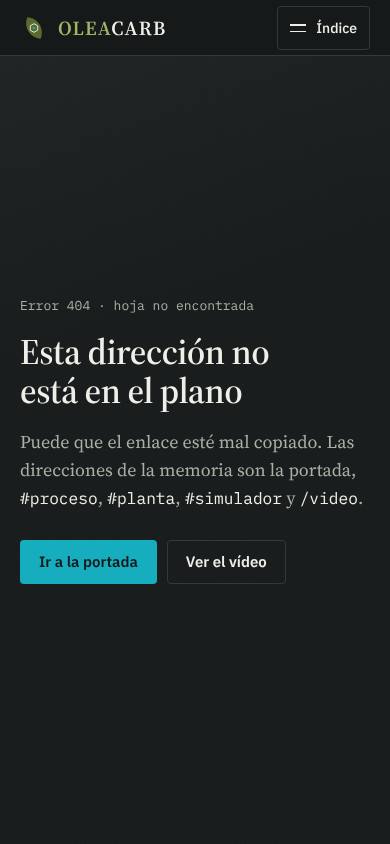 OLEACARB
Índice
Error 404 · hoja no encontrada
Esta dirección no
está en el plano
Puede que el enlace esté mal copiado. Las
direcciones de la memoria son la portada,
#proceso, #planta, #simulador y /video.
Ir a la portada
Ver el vídeo